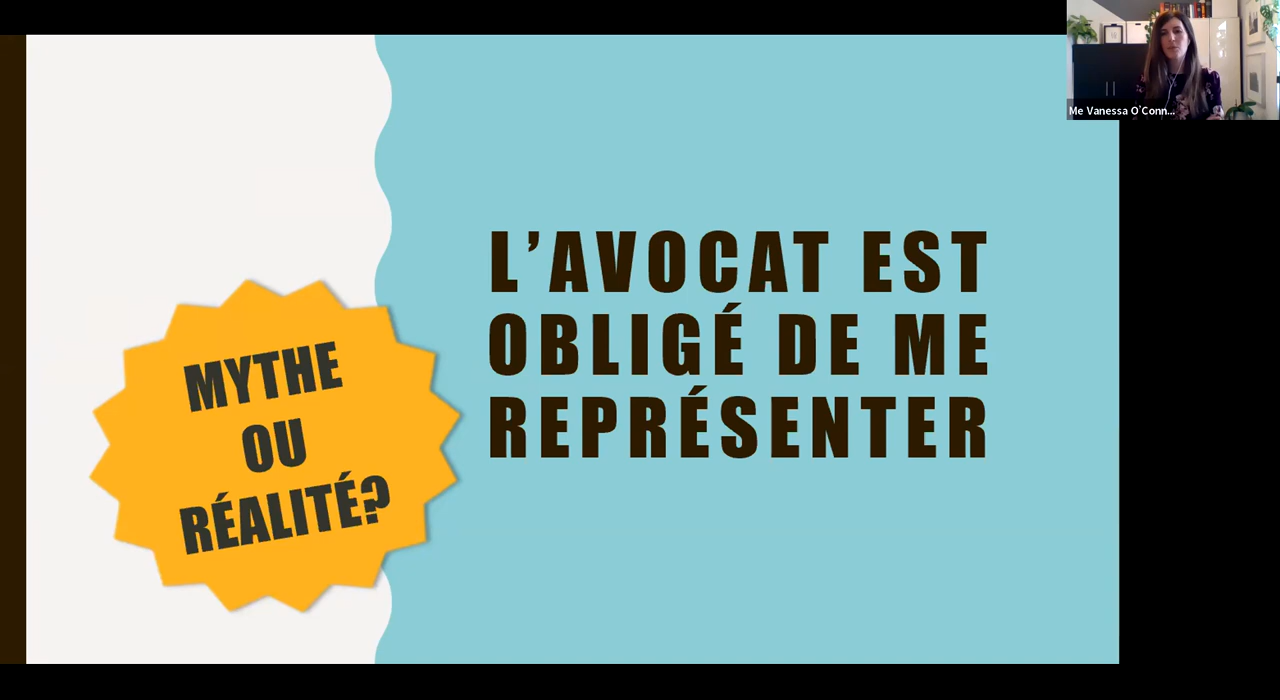 Me Vanessa O'Conn...
L’AVOCAT EST
OBLIGÉ DE ME
REPRÉSENTER
MYTHE
OU
RÉALITÉ?